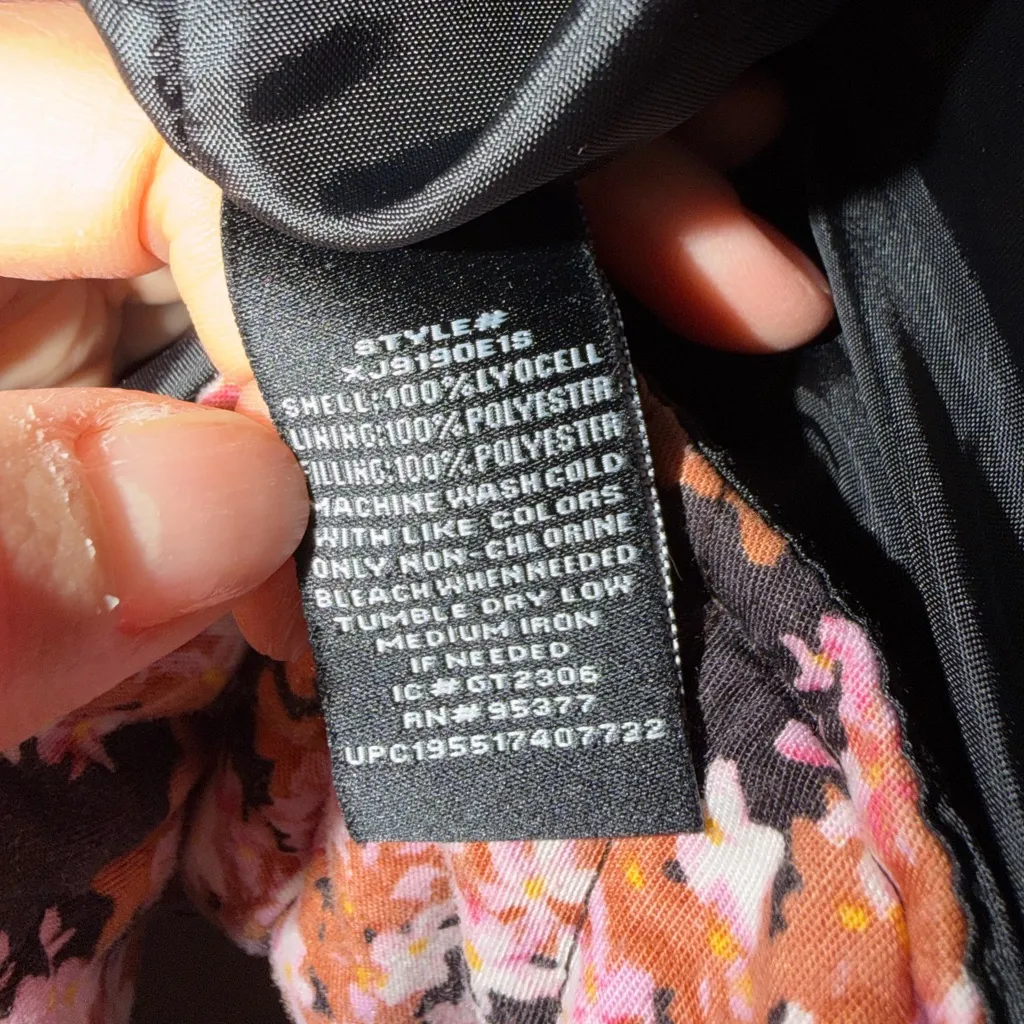 STYLE#
XJ9190E1S
SHELL:100%LYOCELL
LINING:100%POLYESTER
FILLING:100%POLYESTER
MACHINE WASH COLD
WITH LIKE COLORS
ONLY NON-CHLORINE
BLEACH WHEN NEEDED
TUMBLE DRY LOW
MEDIUM IRON
IF NEEDED
IC#GT2306
RN#95377
UPC195517407722